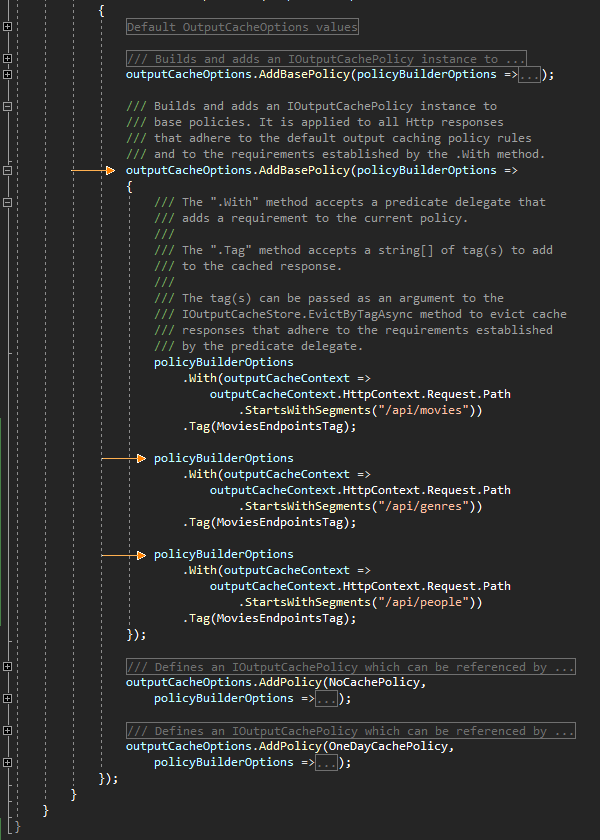 {
Default OutputCacheOptions values
/// Builds and adds an IOutputCachePolicy instance to ...
outputCacheOptions.AddBasePolicy(policyBuilderOptions =>...);
/// Builds and adds an IOutputCachePolicy instance to
/// base policies. It is applied to all Http responses
/// that adhere to the default output caching policy rules
/// and to the requirements established by the .With method.
outputCacheOptions.AddBasePolicy(policyBuilderOptions =>
{
/// The ".With" method accepts a predicate delegate that
/// adds a requirement to the current policy.
///
/// The ".Tag" method accepts a string[] of tag(s) to add
/// to the cached response.
///
/// The tag(s) can be passed as an argument to the
/// IOutputCacheStore.EvictByTagAsync method to evict cache
/// responses that adhere to the requirements established
/// by the predicate delegate.
policyBuilderOptions
.With(outputCacheContext =>
outputCacheContext.HttpContext.Request.Path
.StartsWithSegments("/api/movies"))
.Tag(MoviesEndpointsTag);
policyBuilderOptions
.With(outputCacheContext =>
outputCacheContext.HttpContext.Request.Path
.StartsWithSegments("/api/genres"))
.Tag(MoviesEndpointsTag);
policyBuilderOptions
.With(outputCacheContext =>
outputCacheContext.HttpContext.Request.Path
.StartsWithSegments("/api/people"))
.Tag(MoviesEndpointsTag);
});
/// Defines an IOutputCachePolicy which can be referenced by ...
outputCacheOptions.AddPolicy(NoCachePolicy,
policyBuilderOptions =>...);
/// Defines an IOutputCachePolicy which can be referenced by ...
outputCacheOptions.AddPolicy(OneDayCachePolicy,
policyBuilderOptions =>...);
});
}
}
}